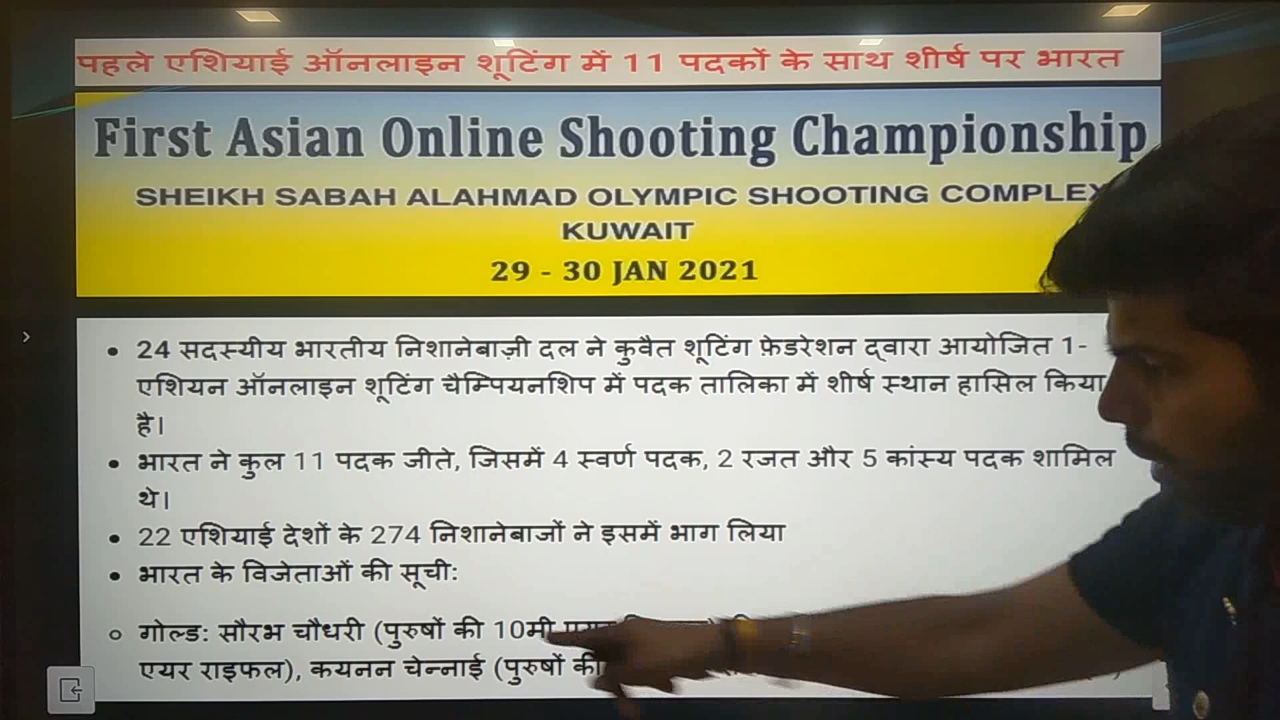 पहले एशियाई ऑनलाइन शूटिंग में 11 पदकों के साथ शीर्ष पर भारत
First Asian Online Shooting Championship
SHEIKH SABAH ALAHMAD OLYMPIC SHOOTING COMPLEX
KUWAIT
29 - 30 JAN 2021
• 24 सदस्यीय भारतीय निशानेबाज़ी दल ने कुवैत शूटिंग फ़ेडरेशन द्वारा आयोजित 1-
एशियन ऑनलाइन शूटिंग चैम्पियनशिप में पदक तालिका में शीर्ष स्थान हासिल किया
है।
• भारत ने कुल 11 पदक जीते, जिसमें 4 स्वर्ण पदक, 2 रजत और 5 कांस्य पदक शामिल
थे।
• 22 एशियाई देशों के 274 निशानेबाजों ने इसमें भाग लिया
• भारत के विजेताओं की सूची:
o गोल्ड: सौरभ चौधरी (पुरुषों की 10मी
एयर राइफल), कयनन चेन्नाई (पुरुषों की